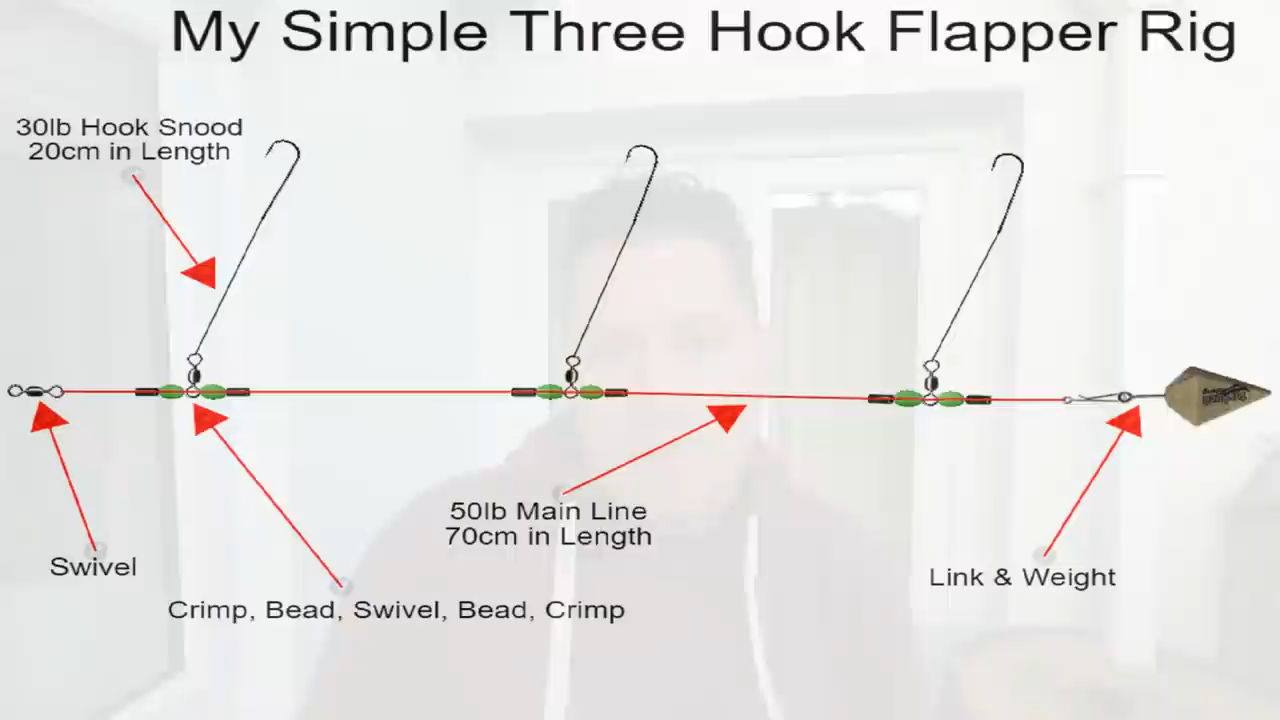 My Simple Three Hook Flapper Rig
30lb Hook Snood
20cm in Length
50lb Main Line
70cm in Length
Swivel
Link & Weight
Crimp, Bead, Swivel, Bead, Crimp